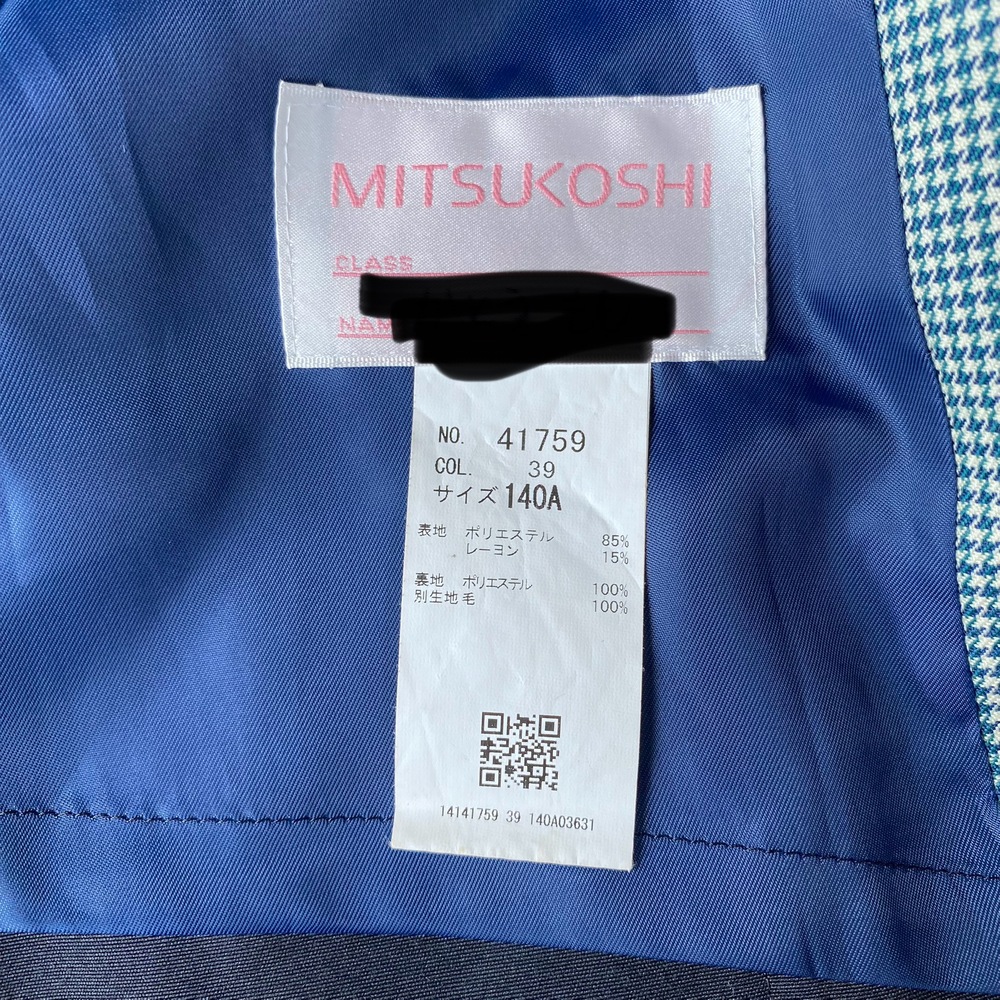 MITSUKOSHI
CLASS
NAM
NO. 41759
COL. 39
サイズ 140A
表地 ポリエステル 85%
レーヨン 15%
裏地 ポリエステル 100%
別生地 毛 100%
14141759 39 140A03631